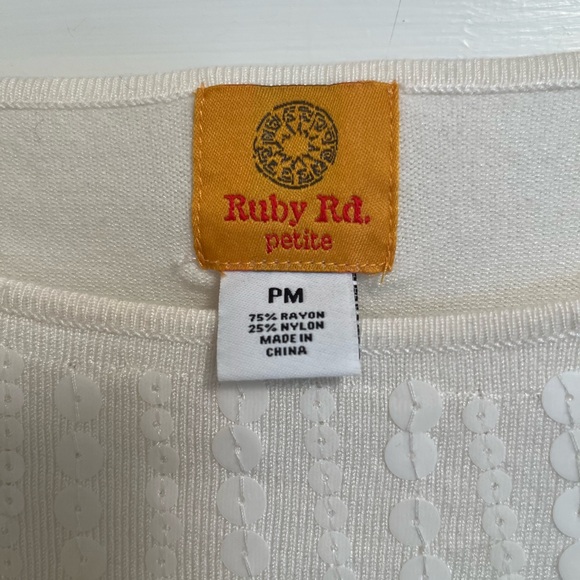 Ruby Rd.
petite
PM
75% RAYON
25% NYLON
MADE IN
CHINA